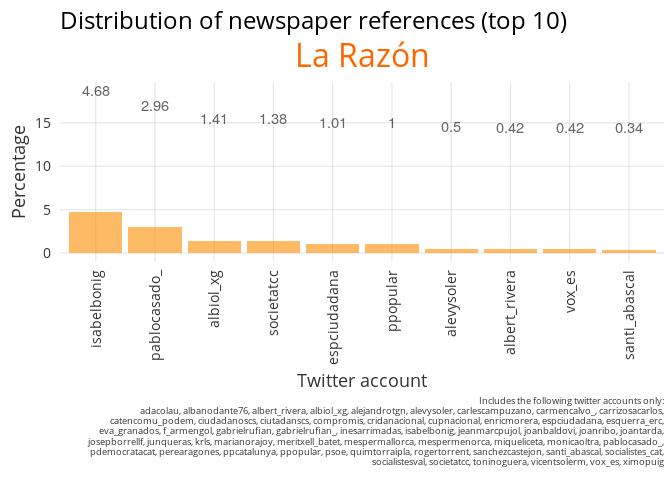 Distribution of newspaper references (top 10)
La Razón
4.68
2.96
1.41
1.38
1.01
1
0.5
0.42
0.42
0.34
Percentage
15
10
5
0
isabelbonig
pablocasado_
albiol_xg
societatcc
espciudadana
ppopular
alevysoler
albert_rivera
vox_es
santi_abascal
Twitter account
Includes the following twitter accounts only:
adacolau, albanodante76, albert_rivera, albiol_xg, alejandrotgn, alevysoler, carlescampuzano, carmencalvo_, carrizosacarlos,
catencomu_podem, ciudadanoscs, ciutadanscs, compromis, cridanacional, cupnacional, enricmorera, espciudadana, esquerra_erc,
eva_granados, f_armengol, gabrielrufian, gabrielrufian_, inesarrimadas, isabelbonig, jeanmarcpujol, joanbaldovi, joanribo, joantarda,
josepborrellf, junqueras, krls, marianorajoy, meritxell_batet, mespermallorca, mespermenorca, miqueliceta, monicaoltra, pablocasado_,
pdemocratacat, perearagones, ppcatalunya, ppopular, psoe, quimtorraipla, rogertorrent, sanchezcastejon, santi_abascal, socialistes_cat,
socialistesval, societatcc, toninoguera, vicentsolerm, vox_es, ximopuig